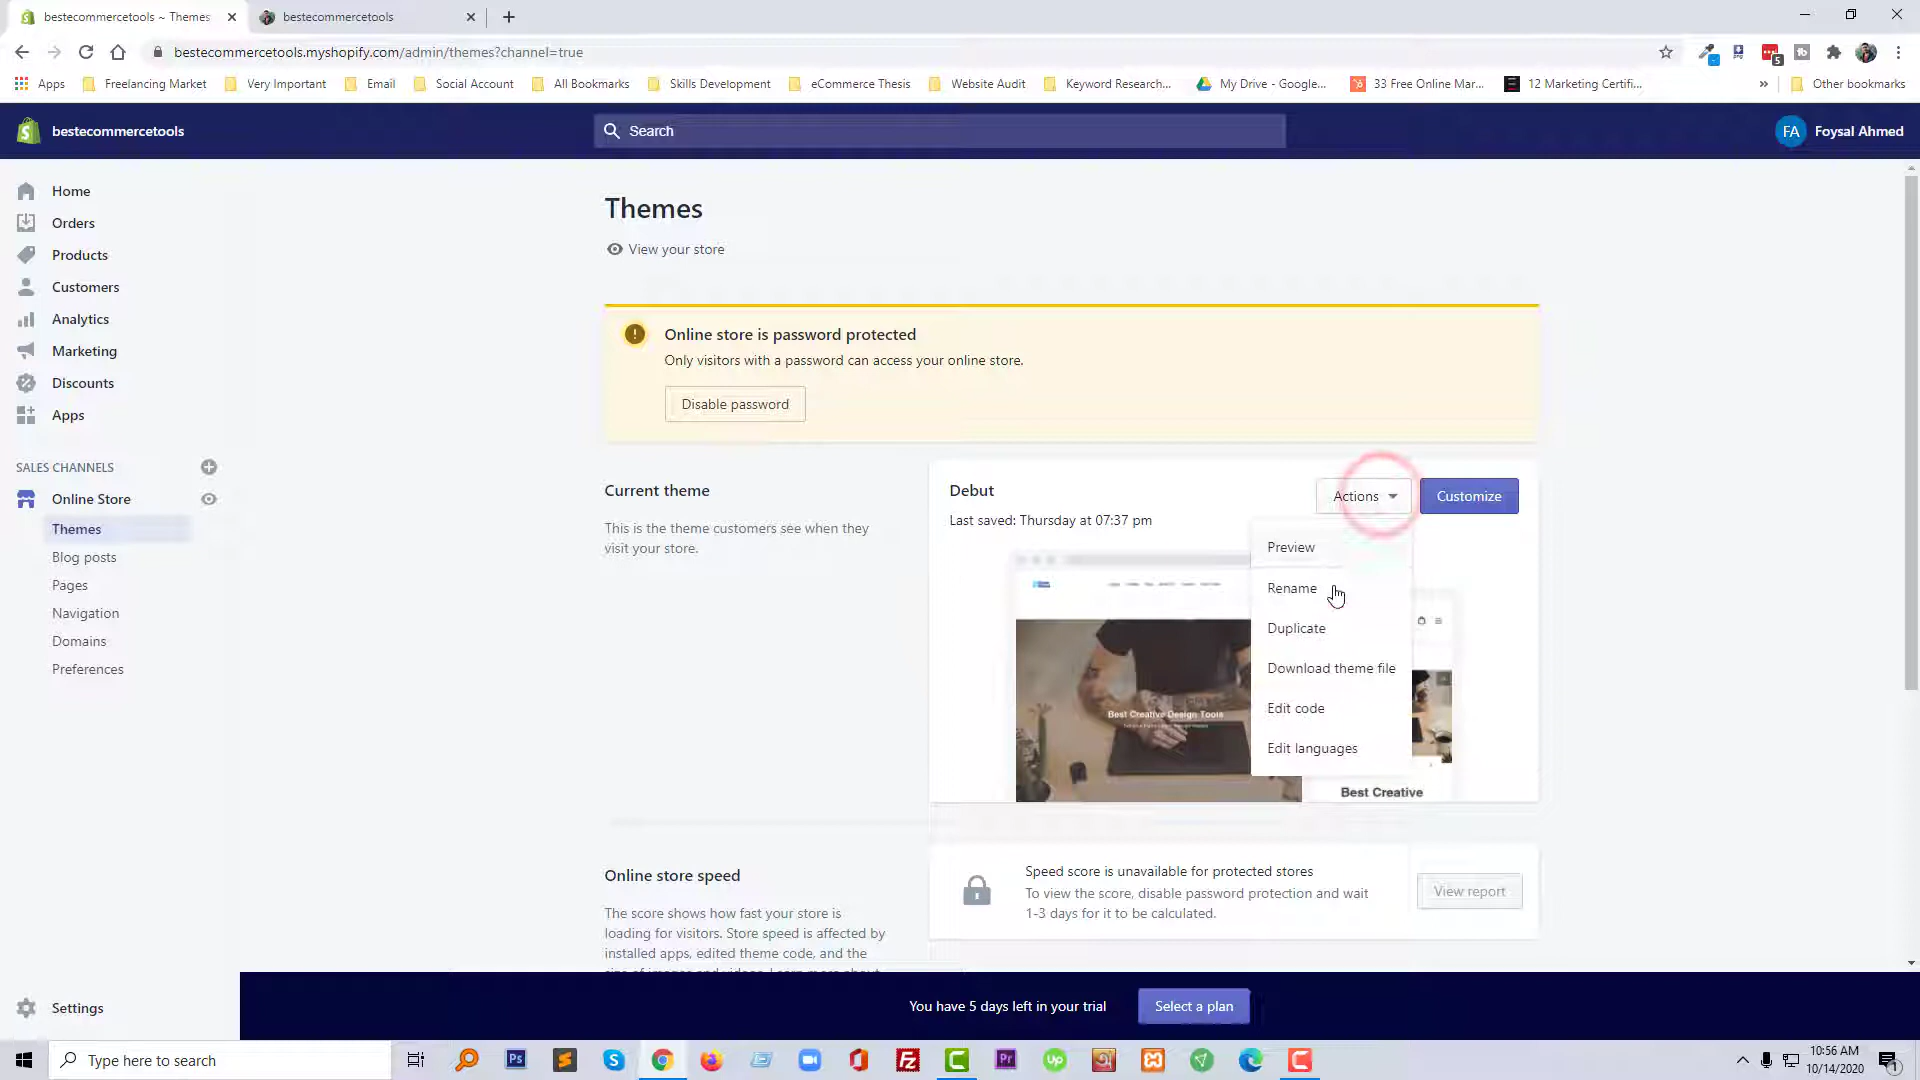 bestecommercetools ~ Themes
bestecommercetools
bestecommercetools.myshopify.com/admin/themes?channel=true
5
Apps
Freelancing Market
Very Important
Email
Social Account
All Bookmarks
Skills Development
eCommerce Thesis
Website Audit
Keyword Research...
My Drive - Google...
33 Free Online Mar...
12 Marketing Certifi...
Other bookmarks
bestecommercetools
Search
FA
Foysal Ahmed
Home
Orders
Products
Customers
Analytics
Marketing
Discounts
Apps
SALES CHANNELS
Online Store
Themes
Blog posts
Pages
Navigation
Domains
Preferences
Settings
Themes
View your store
Online store is password protected
Only visitors with a password can access your online store.
Disable password
Current theme
This is the theme customers see when they
visit your store.
Debut
Last saved: Thursday at 07:37 pm
Actions
Customize
Preview
Rename
Duplicate
Download theme file
Edit code
Edit languages
Best Creative Design Tools
Best Creative
Online store speed
The score shows how fast your store is
loading for visitors. Store speed is affected by
installed apps, edited theme code, and the
Speed score is unavailable for protected stores
To view the score, disable password protection and wait
1-3 days for it to be calculated.
View report
You have 5 days left in your trial
Select a plan
Type here to search
10:56 AM
10/14/2020
1